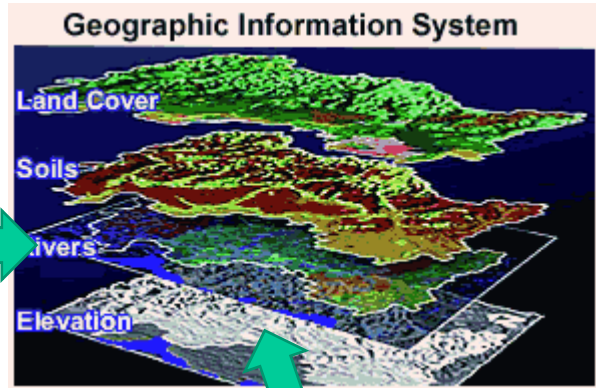 Geographic Information System
Land Cover
Soils
ivers
Elevation